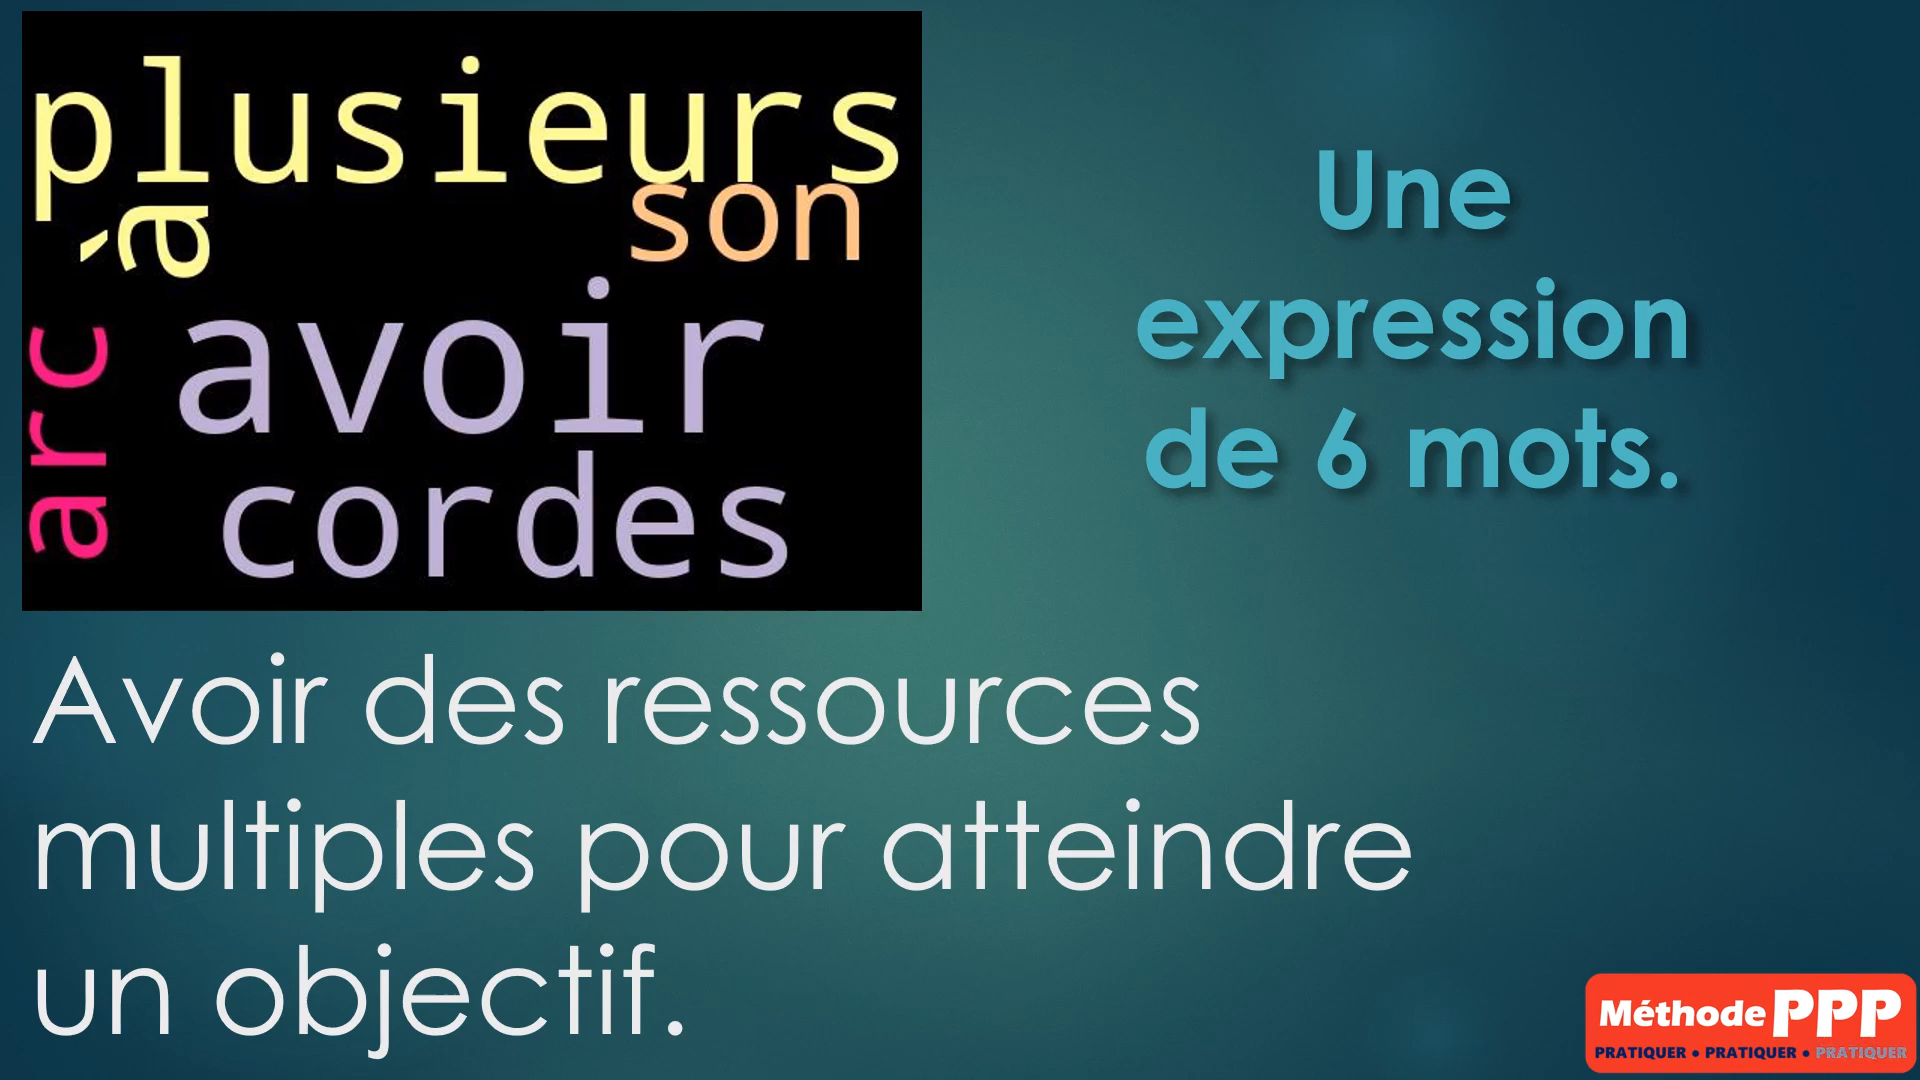 plusieurs
à
son
arc
avoir
cordes
Une
expression
de 6 mots.
Avoir des ressources
multiples pour atteindre
un objectif.
Méthode PPP
PRATIQUER • PRATIQUER • PRATIQUER